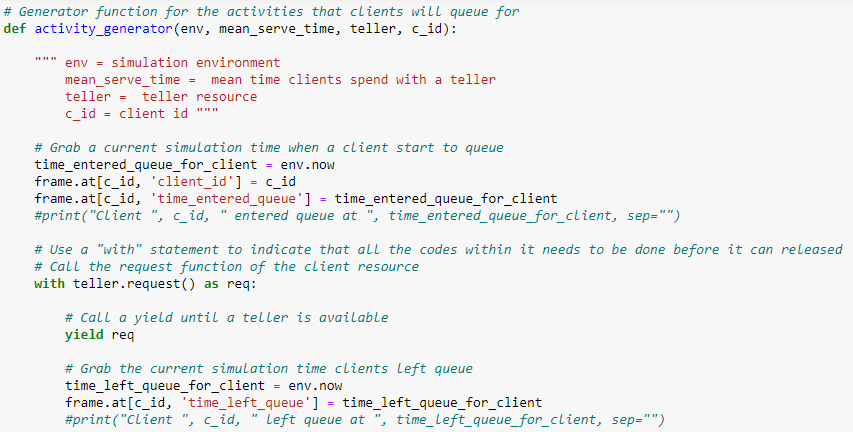 # Generator function for the activities that clients will queue for
def activity_generator(env, mean_serve_time, teller, c_id):
""" env = simulation environment
mean_serve_time =  mean time clients spend with a teller
teller =  teller resource
c_id = client id """
# Grab a current simulation time when a client start to queue
time_entered_queue_for_client = env.now
frame.at[c_id, 'client_id'] = c_id
frame.at[c_id, 'time_entered_queue'] = time_entered_queue_for_client
#print("Client ", c_id, " entered queue at ", time_entered_queue_for_client, sep="")
# Use a "with" statement to indicate that all the codes within it needs to be done before it can released
# Call the request function of the client resource
with teller.request() as req:
# Call a yield until a teller is available
yield req
# Grab the current simulation time clients left queue
time_left_queue_for_client = env.now
frame.at[c_id, 'time_left_queue'] = time_left_queue_for_client
#print("Client ", c_id, " left queue at ", time_left_queue_for_client, sep="")